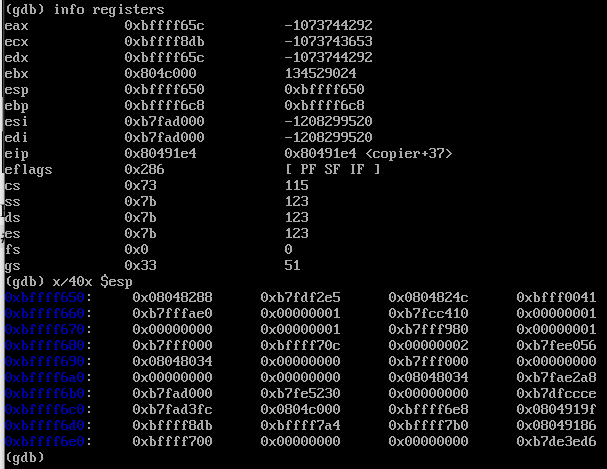 (gdb) info registers
eax 0xbffff65c -1073744292
ecx 0xbffff8db -1073743653
edx 0xbffff65c -1073744292
ebx 0x804c000 134529024
esp 0xbffff650 0xbffff650
ebp 0xbffff6c8 0xbffff6c8
esi 0xb7fad000 -1208299520
edi 0xb7fad000 -1208299520
eip 0x80491e4 0x80491e4 <copier+37>
eflags 0x286 [ PF SF IF ]
cs 0x73 115
ss 0x7b 123
ds 0x7b 123
es 0x7b 123
fs 0x0 0
gs 0x33 51
(gdb) x/40x $esp
0xbffff650: 0x08048288 0xb7fdf2e5 0x0804824c 0xbfff0041
0xbffff660: 0xb7fffae0 0x00000001 0xb7fcc410 0x00000001
0xbffff670: 0x00000000 0x00000001 0xb7fff980 0x00000001
0xbffff680: 0xb7fff000 0xbffff70c 0x00000002 0xb7fee056
0xbffff690: 0x08048034 0x00000000 0xb7fff000 0x00000000
0xbffff6a0: 0x00000000 0x00000000 0x08048034 0xb7fae2a8
0xbffff6b0: 0xb7fad000 0xb7fe5230 0x00000000 0xb7dfccce
0xbffff6c0: 0xb7fad3fc 0x0804c000 0xbffff6e8 0x0804919f
0xbffff6d0: 0xbffff8db 0xbffff7a4 0xbffff7b0 0x08049186
0xbffff6e0: 0xbffff700 0x00000000 0x00000000 0xb7de3ed6
(gdb)